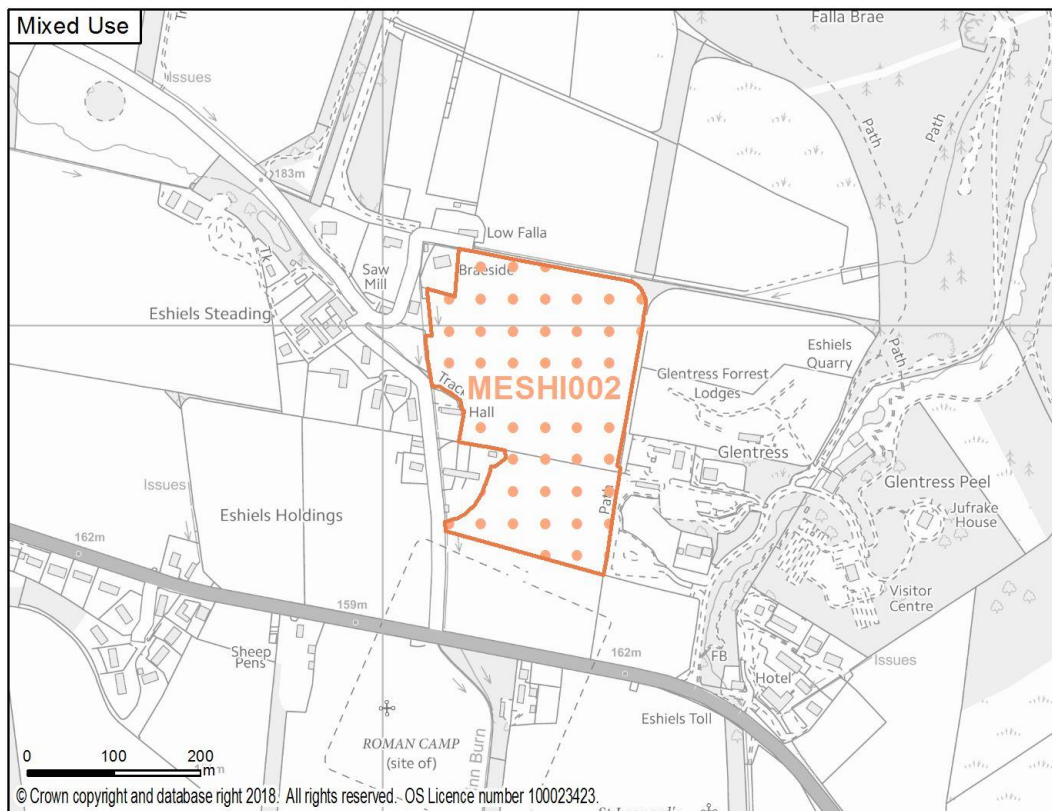 Mixed Use
Falla Brae
Issues
Path
Path
183m
Low Falla
Tk
Saw
Mill
Braeside
Eshiels Steading
Eshiels
Quarry
Path
Glentress Forrest
Lodges
Track
MESHI002
Hall
Glentress
Glentress Peel
Issues
Path
Jufrake
House
Eshiels Holdings
162m
Visitor
Centre
159m
Sheep
Pens
162m
FB
Issues
Hotel
Eshiels Toll
ROMAN CAMP
(site of)
0 100 200
m
© Crown copyright and database right 2018. All rights reserved. OS Licence number 100023423.